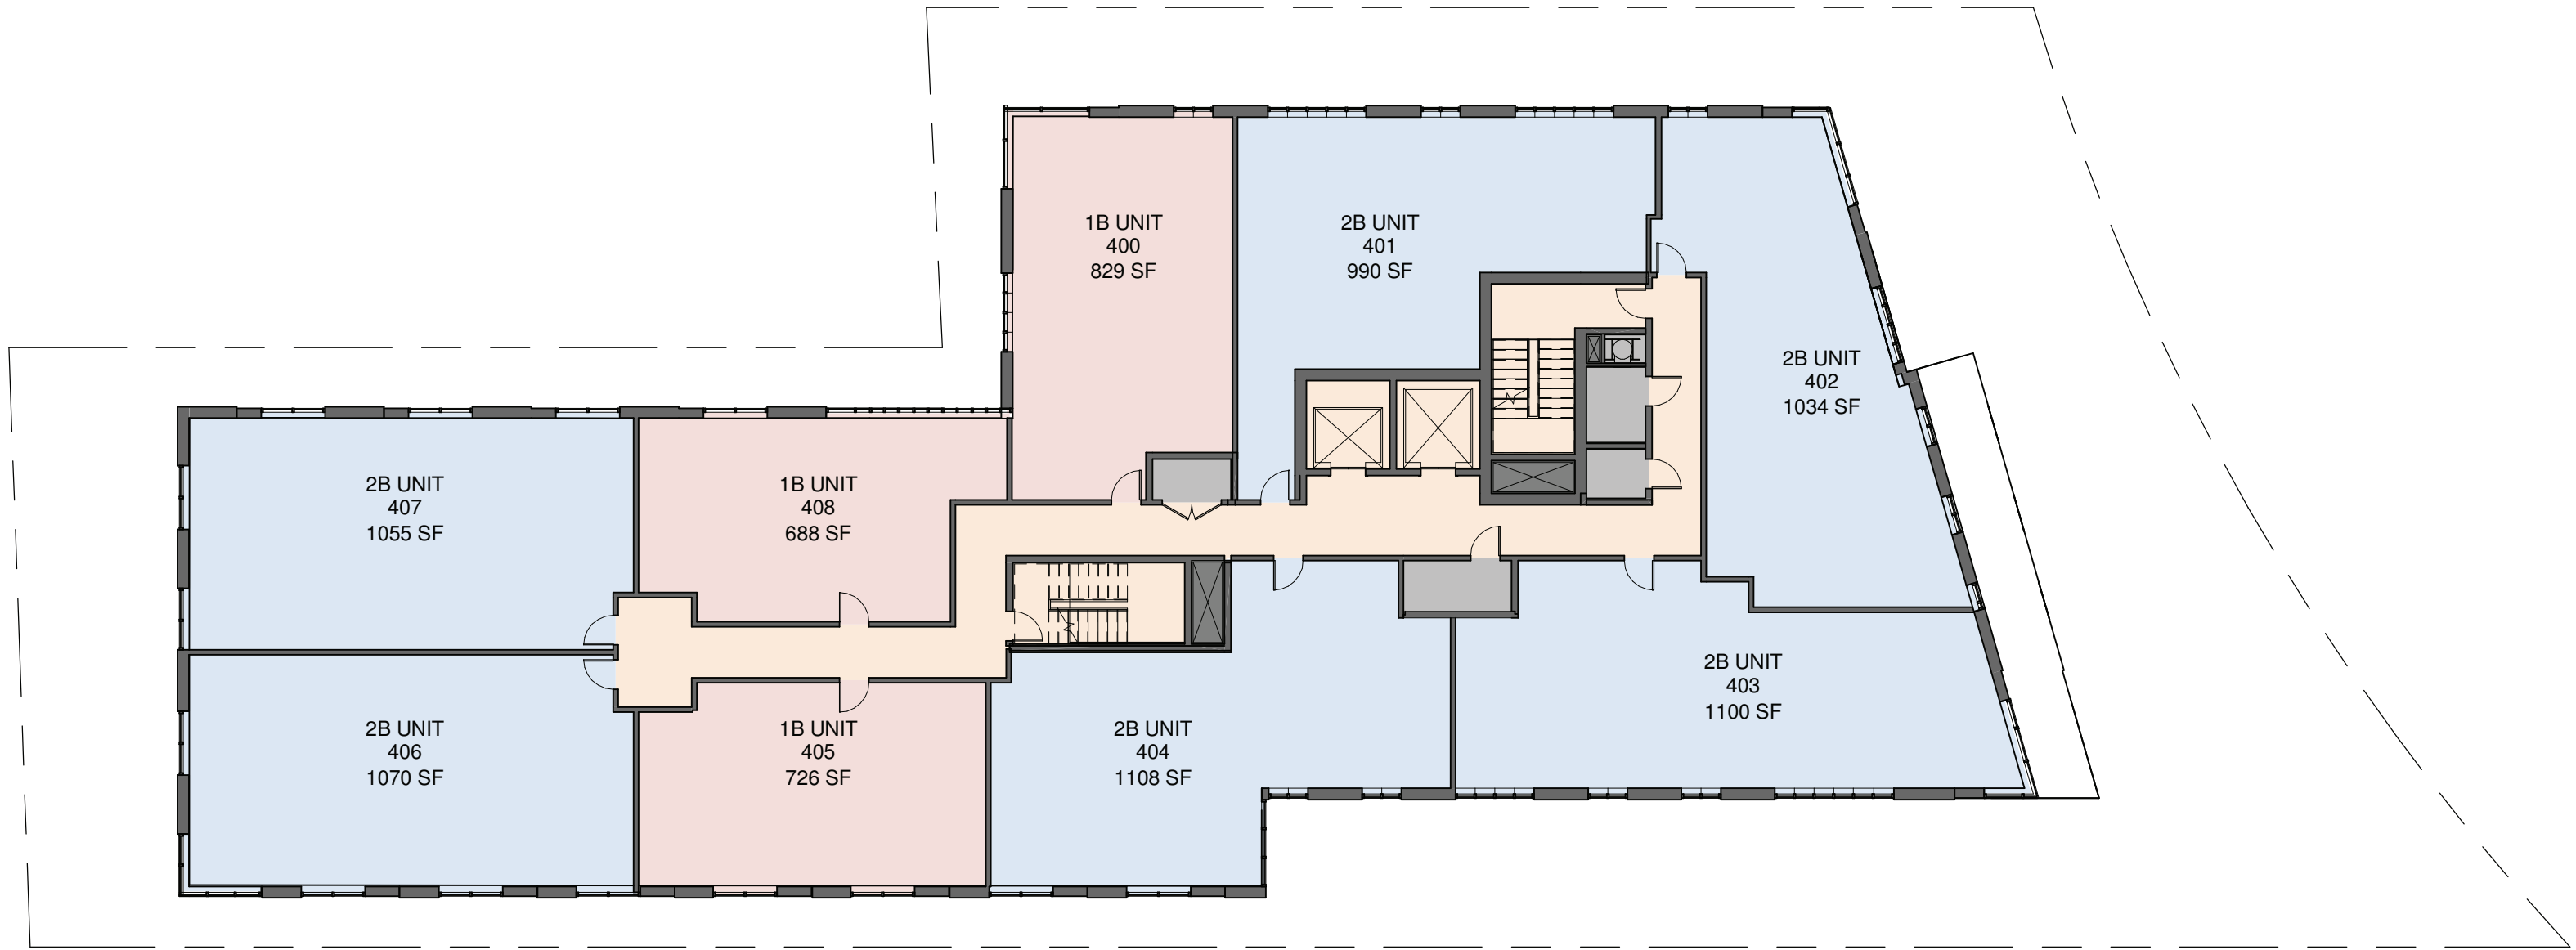 1B UNIT
400
829 SF
2B UNIT
401
990 SF
2B UNIT
402
1034 SF
2B UNIT
407
1055 SF
1B UNIT
408
688 SF
2B UNIT
403
1100 SF
2B UNIT
406
1070 SF
1B UNIT
405
726 SF
2B UNIT
404
1108 SF